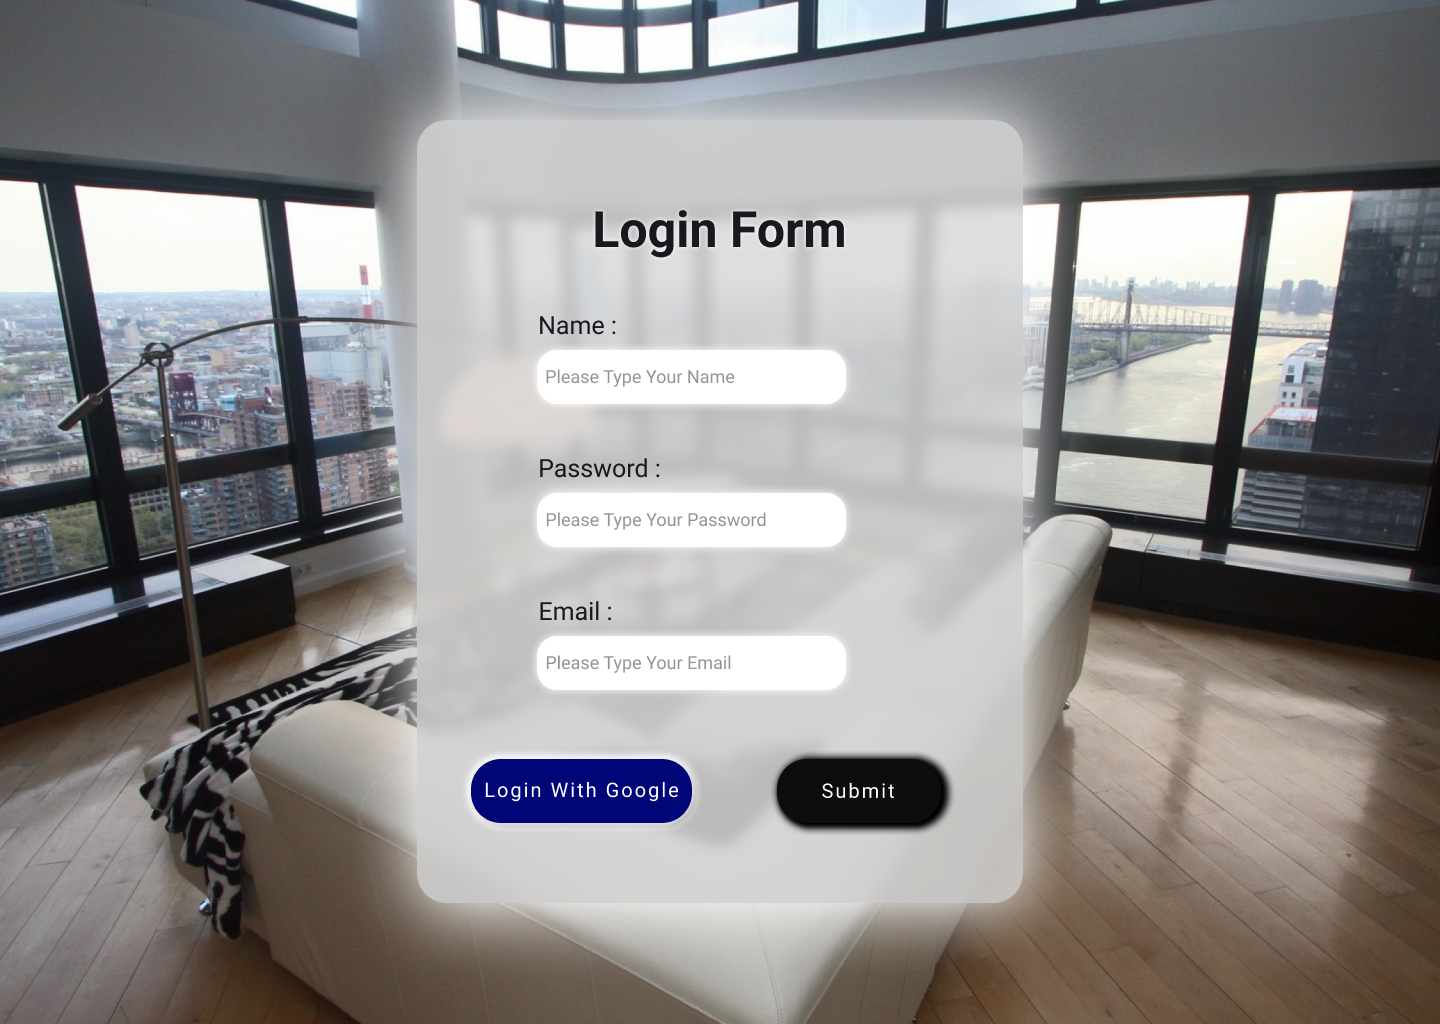 Login Form
Name :
Please Type Your Name
Password :
Please Type Your Password
Email :
Please Type Your Email
Login With Google
Submit